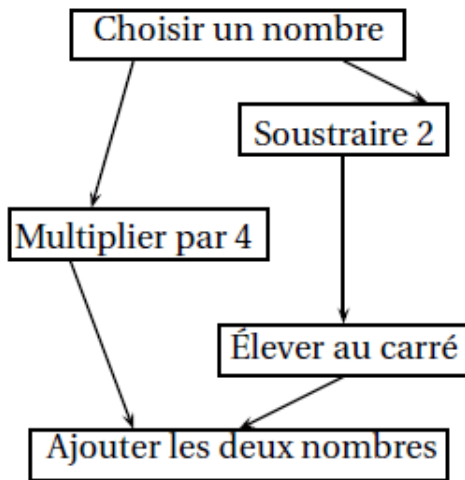 Choisir un nombre
Soustraire 2
Multiplier par 4
Élever au carré
Ajouter les deux nombres